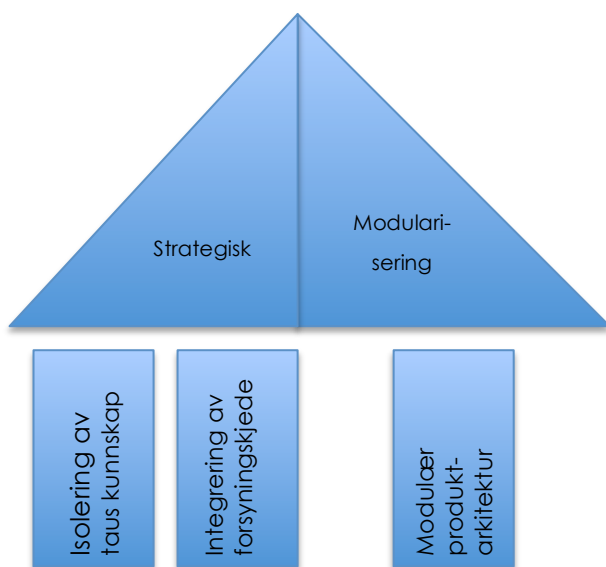 Strategisk
Modulari-
sering
Isolering av
taus kunnskap
Integrering av
forsyningskjede
Modulær
produkt-
arkitektur